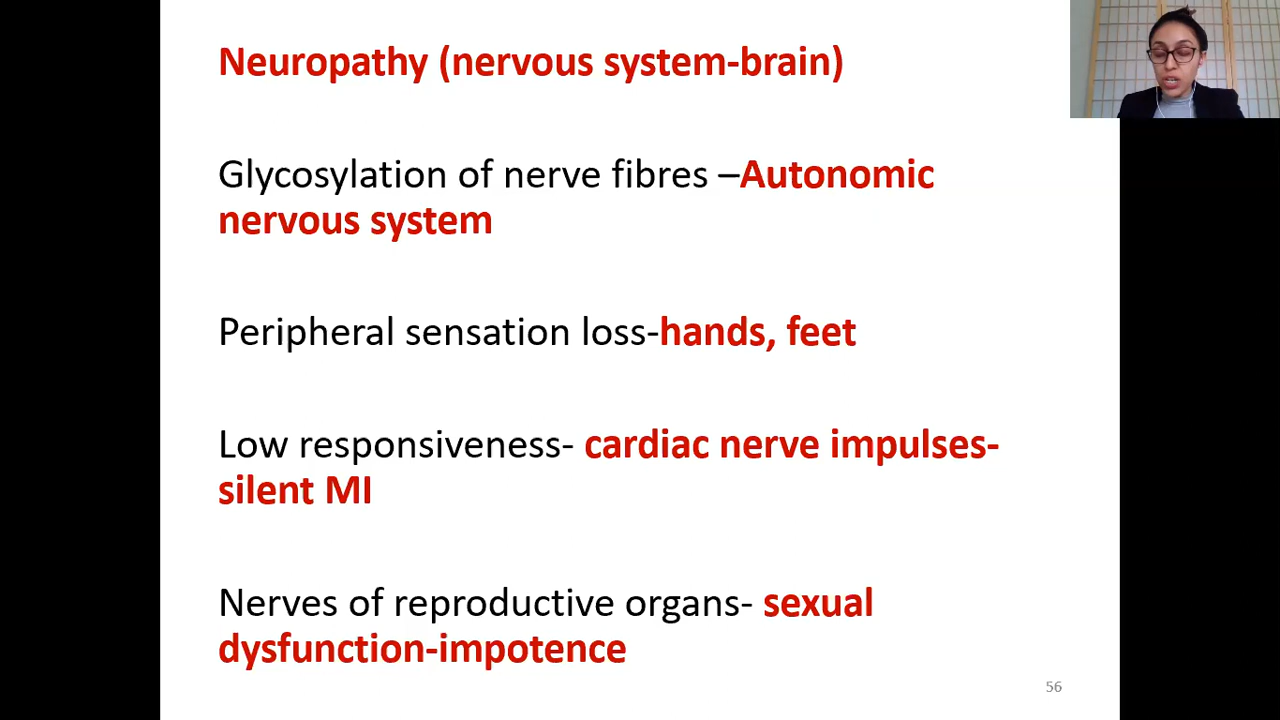 Neuropathy (nervous system-brain)
Glycosylation of nerve fibres –Autonomic
nervous system
Peripheral sensation loss-hands, feet
Low responsiveness- cardiac nerve impulses-
silent MI
Nerves of reproductive organs- sexual
dysfunction-impotence
56